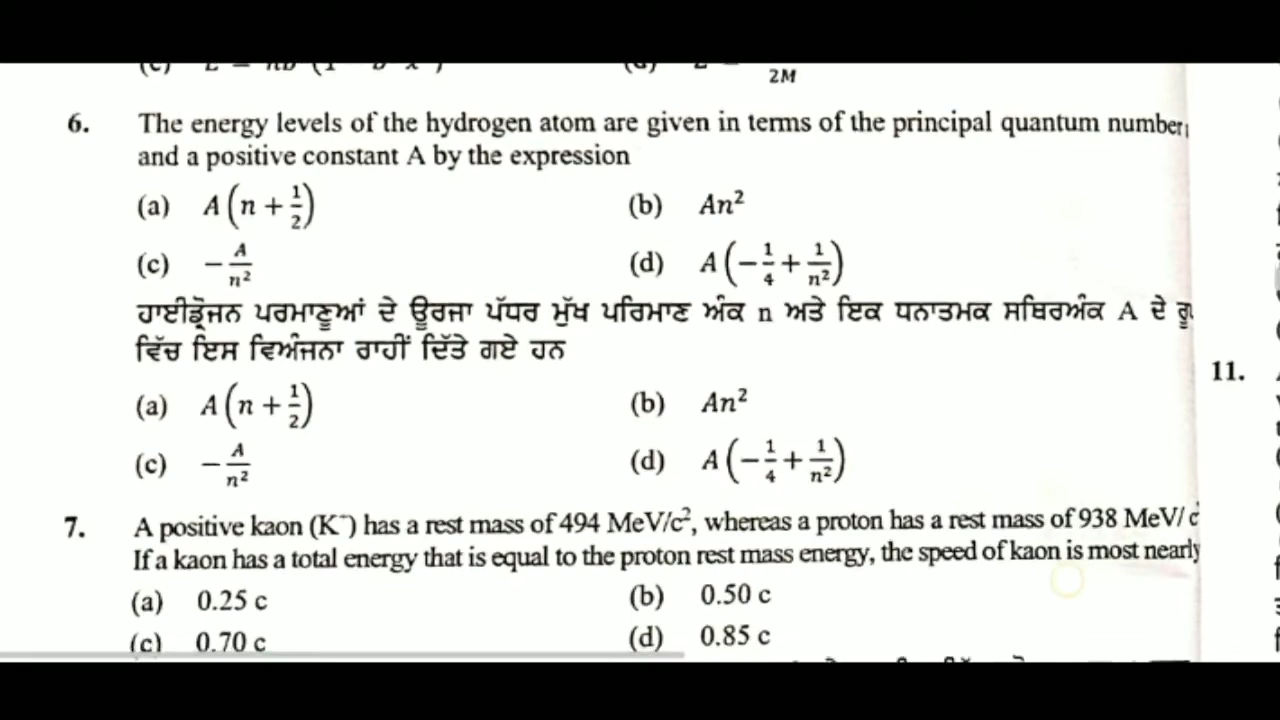 2M
6. The energy levels of the hydrogen atom are given in terms of the principal quantum number
and a positive constant A by the expression
(a) A(n + 1/2) (b) An²
(c) −A/n² (d) A(−1/4 + 1/n²)
ਹਾਈਡ੍ਰੋਜਨ ਪਰਮਾਣੂਆਂ ਦੇ ਊਰਜਾ ਪੱਧਰ ਮੁੱਖ ਪਰਿਮਾਣ ਅੰਕ n ਅਤੇ ਇਕ ਧਨਾਤਮਕ ਸਥਿਰਅੰਕ A ਦੇ
ਵਿੱਚ ਇਸ ਵਿਅੰਜਨਾ ਰਾਹੀਂ ਦਿੱਤੇ ਗਏ ਹਨ
(a) A(n + 1/2) (b) An²
(c) −A/n² (d) A(−1/4 + 1/n²)
7. A positive kaon (K⁻) has a rest mass of 494 MeV/c², whereas a proton has a rest mass of 938 MeV/
If a kaon has a total energy that is equal to the proton rest mass energy, the speed of kaon is most nearly
(a) 0.25 c (b) 0.50 c
(c) 0.70 c (d) 0.85 c
11.